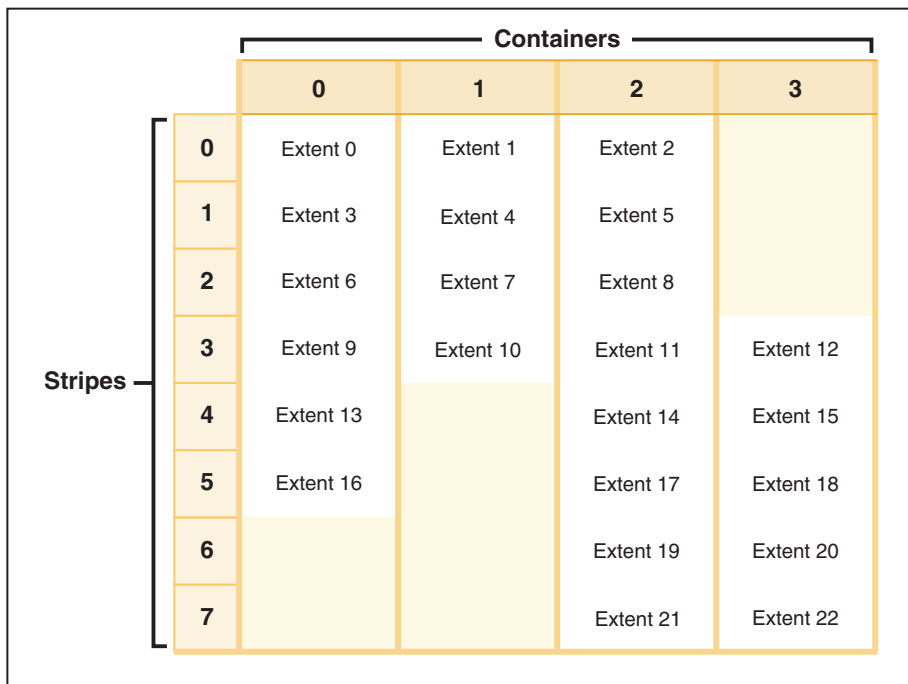 Containers
0 1 2 3
0 Extent 0 Extent 1 Extent 2
1 Extent 3 Extent 4 Extent 5
2 Extent 6 Extent 7 Extent 8
3 Extent 9 Extent 10 Extent 11 Extent 12
Stripes
4 Extent 13 Extent 14 Extent 15
5 Extent 16 Extent 17 Extent 18
6 Extent 19 Extent 20
7 Extent 21 Extent 22